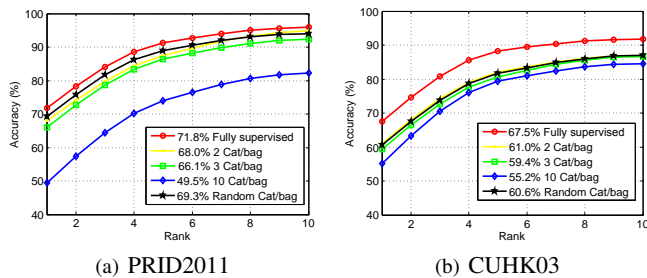 100
90
80
70
60
50
40
2
4
6
8
10
Accuracy (%)
Rank
71.8% Fully supervised
68.0% 2 Cat/bag
66.1% 3 Cat/bag
49.5% 10 Cat/bag
69.3% Random Cat/bag
(a) PRID2011
100
90
80
70
60
50
40
2
4
6
8
10
Accuracy (%)
Rank
67.5% Fully supervised
61.0% 2 Cat/bag
59.4% 3 Cat/bag
55.2% 10 Cat/bag
60.6% Random Cat/bag
(b) CUHK03